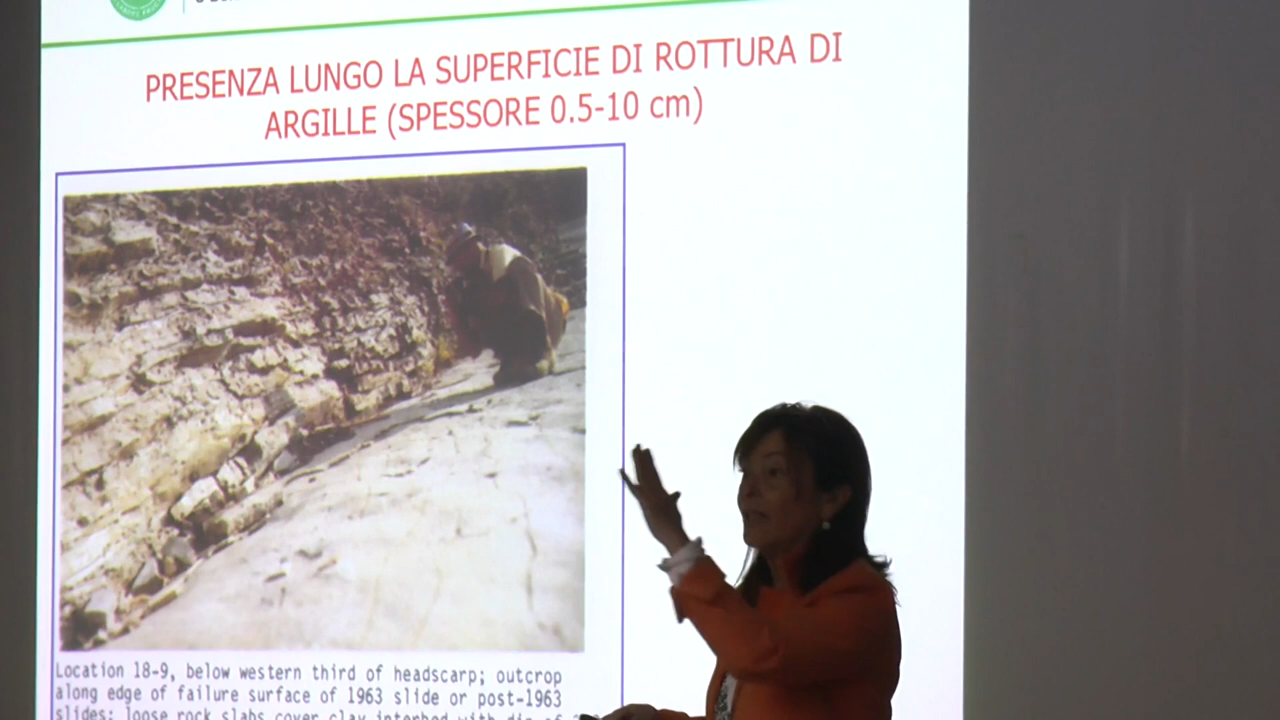 PRESENZA LUNGO LA SUPERFICIE DI ROTTURA DI
ARGILLE (SPESSORE 0.5-10 cm)
Location 18-9, below western third of headscarp; outcrop
along edge of failure surface of 1963 slide or post-1963
slides; loose rock slabs cover clay interbed with dip of